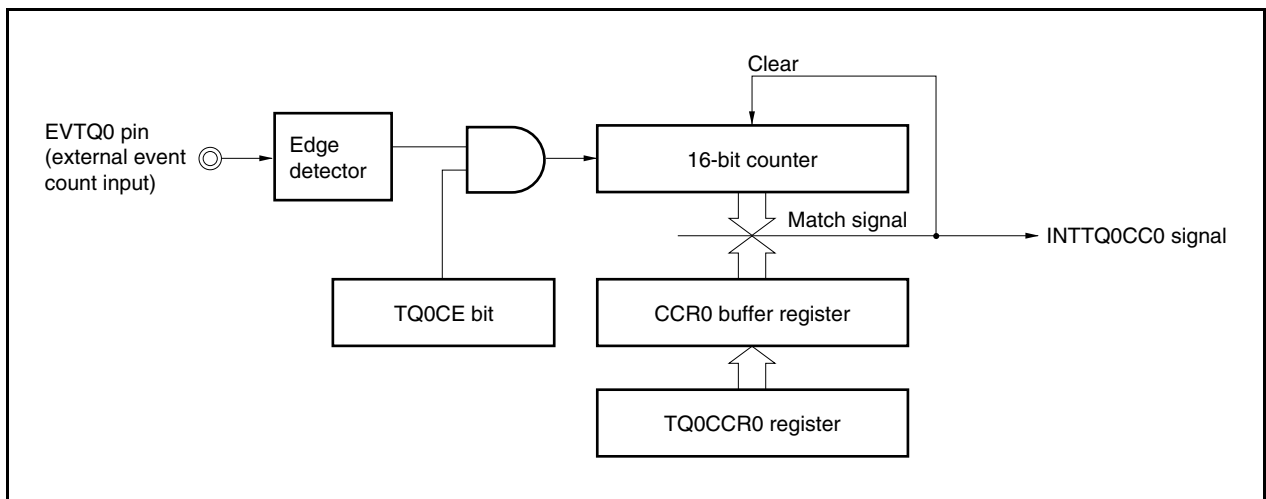 Clear
EVTQ0 pin
(external event
count input)
Edge
detector
16-bit counter
Match signal
INTTQ0CC0 signal
TQ0CE bit
CCR0 buffer register
TQ0CCR0 register